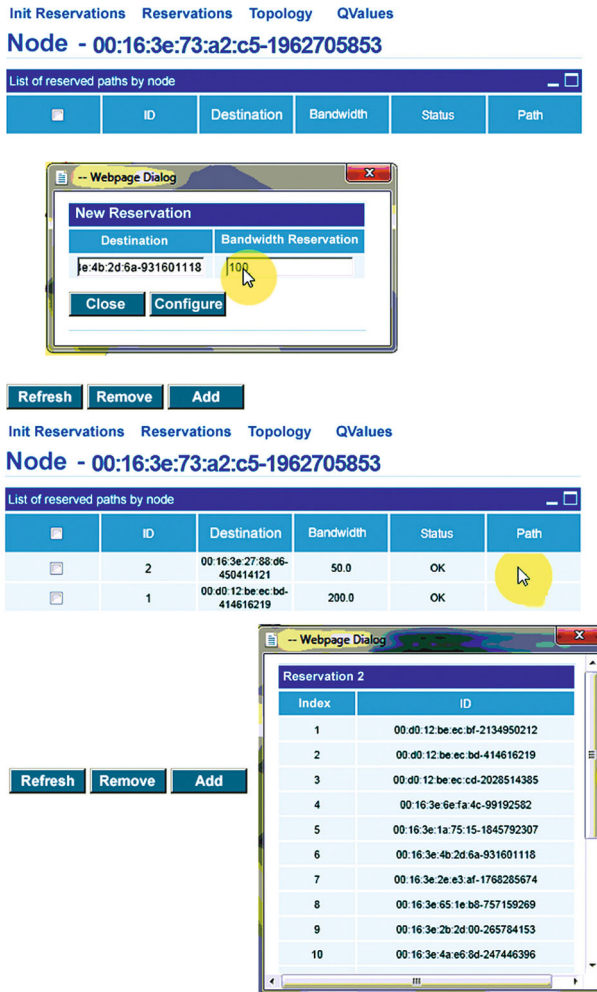 Init Reservations Reservations Topology QValues
Node - 00:16:3e:73:a2:c5-1962705853
List of reserved paths by node
ID Destination Bandwidth Status Path
-- Webpage Dialog
New Reservation
Destination Bandwidth Reservation
3e:4b:2d:6a-931601118 100
Close Configure
Refresh Remove Add
Init Reservations Reservations Topology QValues
Node - 00:16:3e:73:a2:c5-1962705853
List of reserved paths by node
ID Destination Bandwidth Status Path
2 00:16:3e:27:88:d6-450414121 50.0 OK
1 00:d0:12:be:ec:bd-414616219 200.0 OK
-- Webpage Dialog
Reservation 2
Index ID
1 00:d0:12:be:ec:bf-2134950212
2 00:d0:12:be:ec:bd-414616219
3 00:d0:12:be:ec:cd-2028514385
4 00:16:3e:6e:fa:4c-99192582
5 00:16:3e:1a:75:15-1845792307
6 00:16:3e:4b:2d:6a-931601118
7 00:16:3e:2e:e3:af-1768285674
8 00:16:3e:65:1e:b8-757159269
9 00:16:3e:2b:2d:00-265784153
10 00:16:3e:4a:e6:8d-247446396
Refresh Remove Add